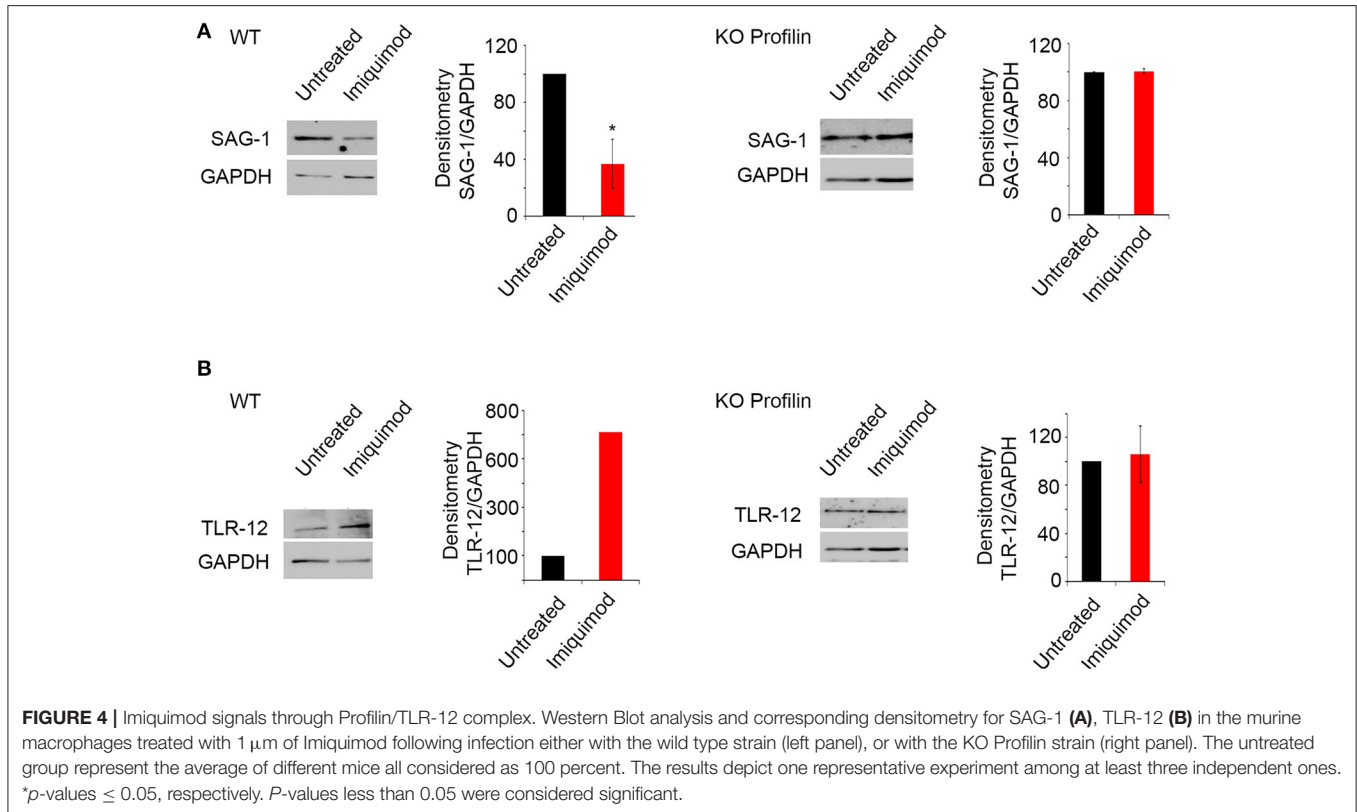 A
WT
Untreated
Imiquimod
SAG-1
GAPDH
Densitometry
SAG-1/GAPDH
120
80
40
0
*
Untreated
Imiquimod
KO Profilin
Untreated
Imiquimod
SAG-1
GAPDH
Densitometry
SAG-1/GAPDH
120
80
40
0
Untreated
Imiquimod
B
WT
Untreated
Imiquimod
TLR-12
GAPDH
Densitometry
TLR-12/GAPDH
800
600
300
100
Untreated
Imiquimod
KO Profilin
Untreated
Imiquimod
TLR-12
GAPDH
Densitometry
TLR-12/GAPDH
120
80
40
0
Untreated
Imiquimod
FIGURE 4 | Imiquimod signals through Profilin/TLR-12 complex. Western Blot analysis and corresponding densitometry for SAG-1 (A), TLR-12 (B) in the murine
macrophages treated with 1 μm of Imiquimod following infection either with the wild type strain (left panel), or with the KO Profilin strain (right panel). The untreated
group represent the average of different mice all considered as 100 percent. The results depict one representative experiment among at least three independent ones.
*p-values ≤ 0.05, respectively. P-values less than 0.05 were considered significant.